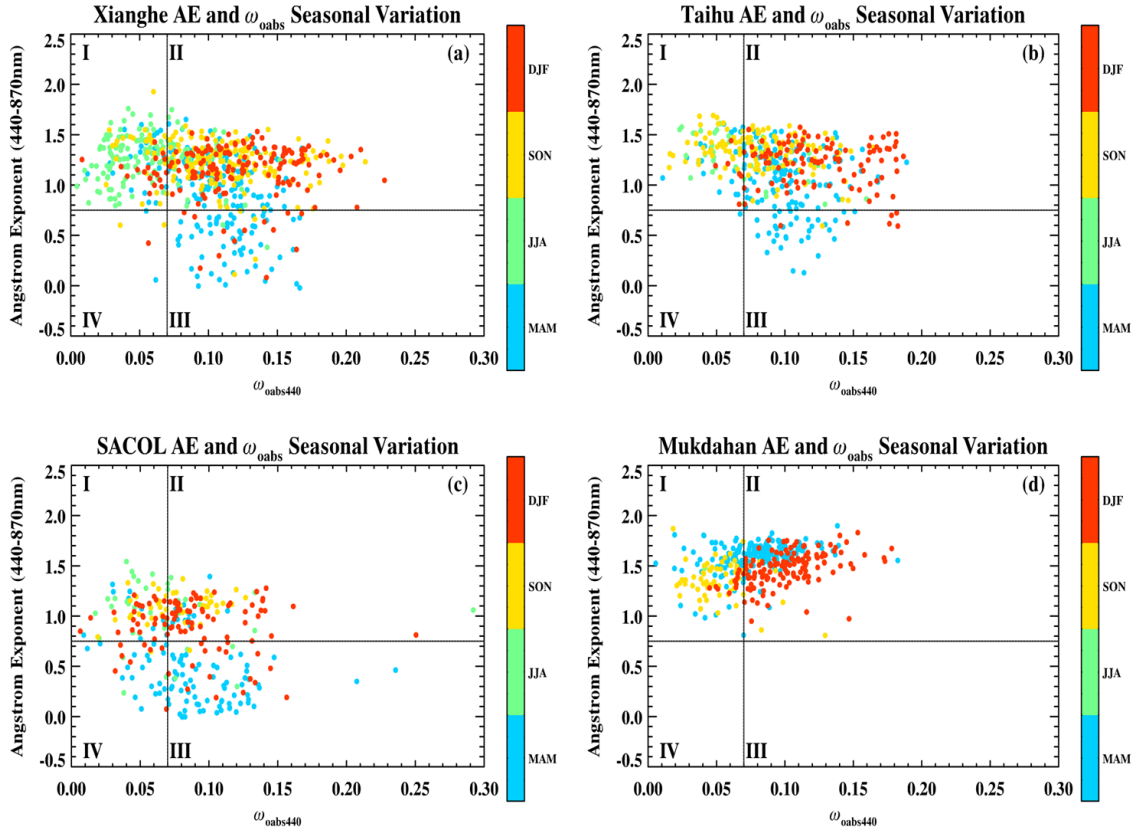 Xianghe AE and ωoabs Seasonal Variation
Angstrom Exponent (440-870nm)
2.5
2.0
1.5
1.0
0.5
0.0
-0.5
I II (a)
IV III
0.00 0.05 0.10 0.15 0.20 0.25 0.30
ωoabs440
DJF
SON
JJA
MAM
Taihu AE and ωoabs Seasonal Variation
Angstrom Exponent (440-870nm)
2.5
2.0
1.5
1.0
0.5
0.0
-0.5
I II (b)
IV III
0.00 0.05 0.10 0.15 0.20 0.25 0.30
ωoabs440
DJF
SON
JJA
MAM
SACOL AE and ωoabs Seasonal Variation
Angstrom Exponent (440-870nm)
2.5
2.0
1.5
1.0
0.5
0.0
-0.5
I II (c)
IV III
0.00 0.05 0.10 0.15 0.20 0.25 0.30
ωoabs440
DJF
SON
JJA
MAM
Mukdahan AE and ωoabs Seasonal Variation
Angstrom Exponent (440-870nm)
2.5
2.0
1.5
1.0
0.5
0.0
-0.5
I II (d)
IV III
0.00 0.05 0.10 0.15 0.20 0.25 0.30
ωoabs440
DJF
SON
JJA
MAM